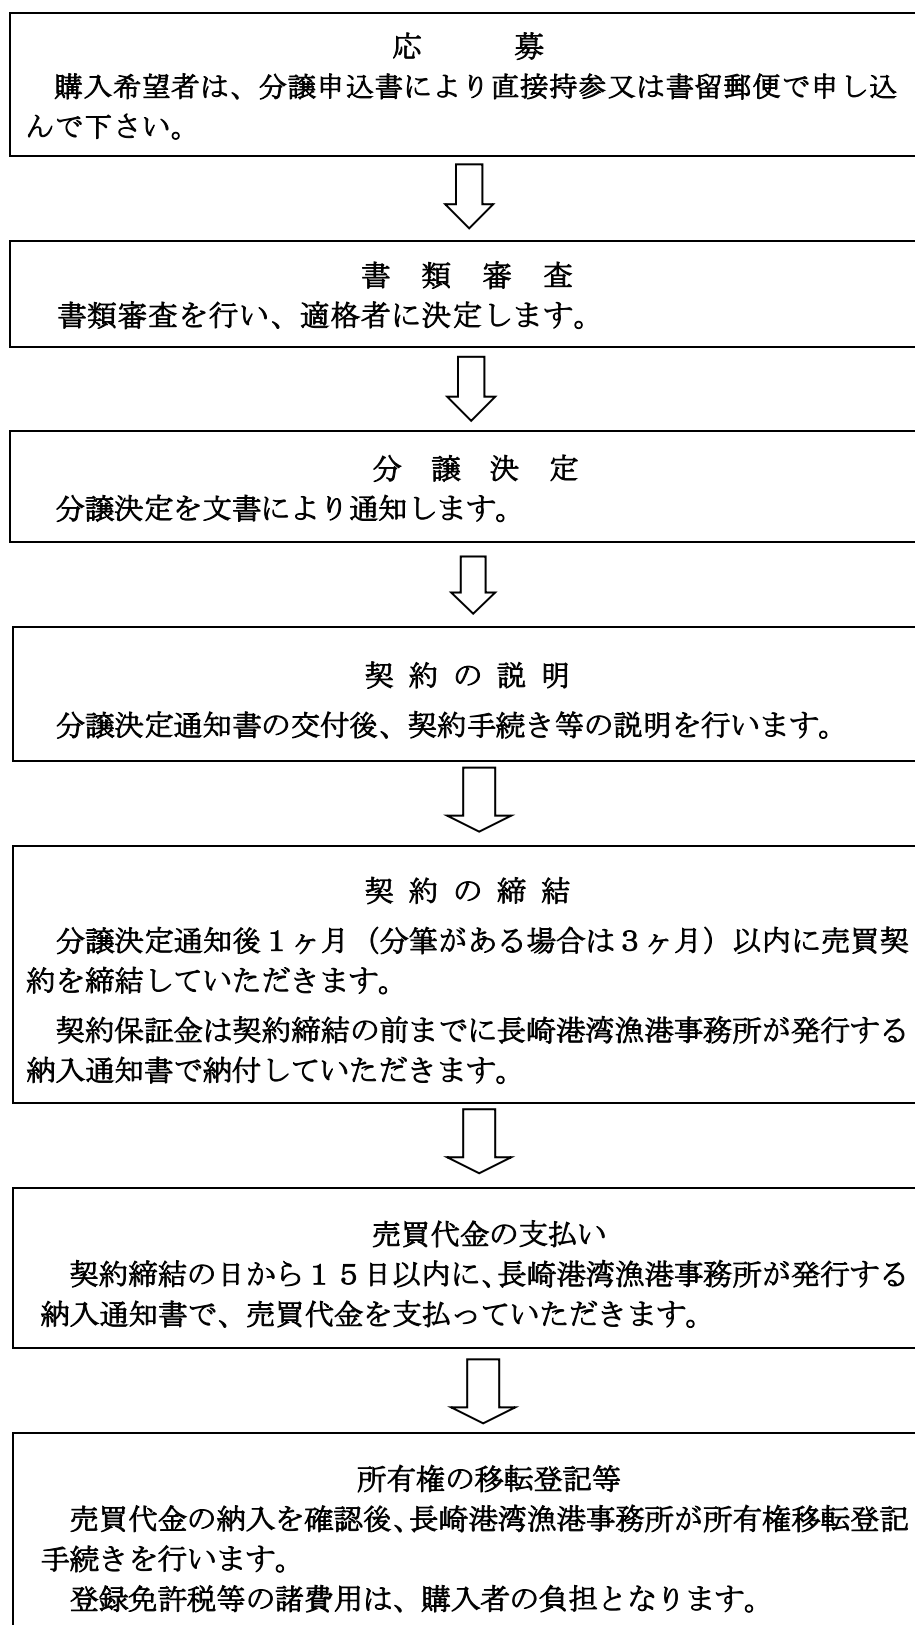 応　　　募
購入希望者は、分譲申込書により直接持参又は書留郵便で申し込
んで下さい。
書　類　審　査
書類審査を行い、適格者に決定します。
分　譲　決　定
分譲決定を文書により通知します。
契 約 の 説 明
分譲決定通知書の交付後、契約手続き等の説明を行います。
契 約 の 締 結
分譲決定通知後１ヶ月（分筆がある場合は３ヶ月）以内に売買契
約を締結していただきます。
契約保証金は契約締結の前までに長崎港湾漁港事務所が発行する
納入通知書で納付していただきます。
売買代金の支払い
契約締結の日から１５日以内に、長崎港湾漁港事務所が発行する
納入通知書で、売買代金を支払っていただきます。
所有権の移転登記等
売買代金の納入を確認後、長崎港湾漁港事務所が所有権移転登記
手続きを行います。
登録免許税等の諸費用は、購入者の負担となります。